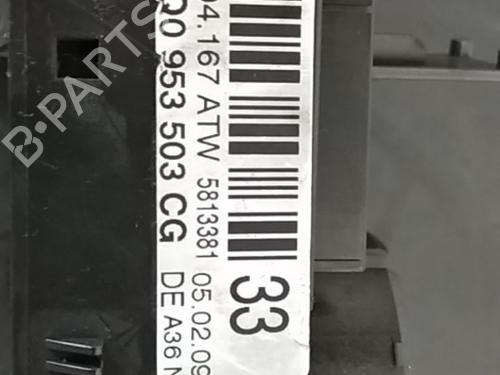 33
04.167 ATW 5813381 05.02.09
Q0 953 503 CG DE A36 N
B-PARTS